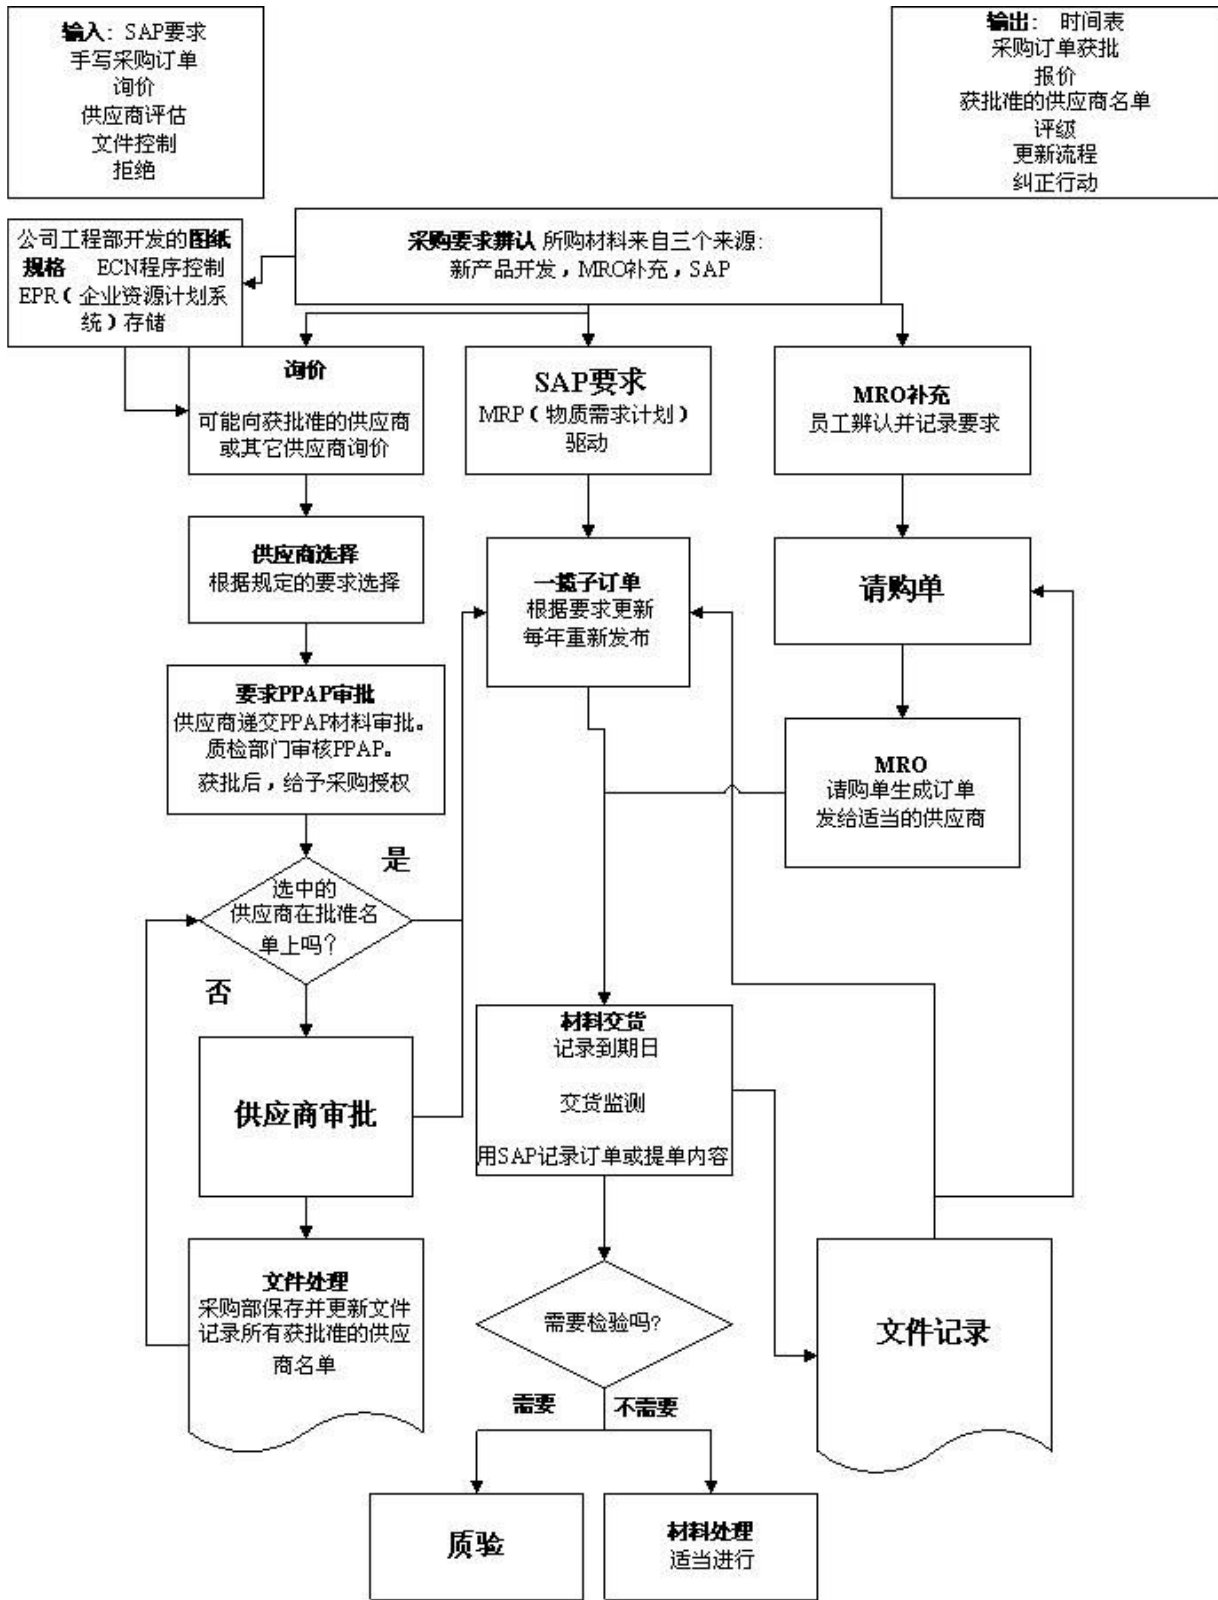 输入: SAP要求
手写采购订单
询价
供应商评估
文件控制
拒绝
输出: 时间表
采购订单获批
报价
获批准的供应商名单
评级
更新流程
纠正行动
公司工程部开发的图纸
规格 ECN程序控制
EPR(企业资源计划系
统)存储
采购要求辨认 所购材料来自三个来源:
新产品开发,MRO补充,SAP
询价
可能向获批准的供应商
或其它供应商询价
SAP要求
MRP(物质需求计划)
驱动
MRO补充
员工辨认并记录要求
供应商选择
根据规定的要求选择
一揽子订单
根据要求更新
每年重新发布
请购单
要求PPAP审批
供应商递交PPAP材料审批。
质检部门审核PPAP。
获批后,给予采购授权
MRO
请购单生成订单
发给适当的供应商
是
选中的
供应商在批准名
单上吗?
否
材料交货
记录到期日
交货监测
用SAP记录订单或提单内容
供应商审批
文件处理
采购部保存并更新文件
记录所有获批准的供应
商名单
需要检验吗?
文件记录
需要
不需要
质验
材料处理
适当进行